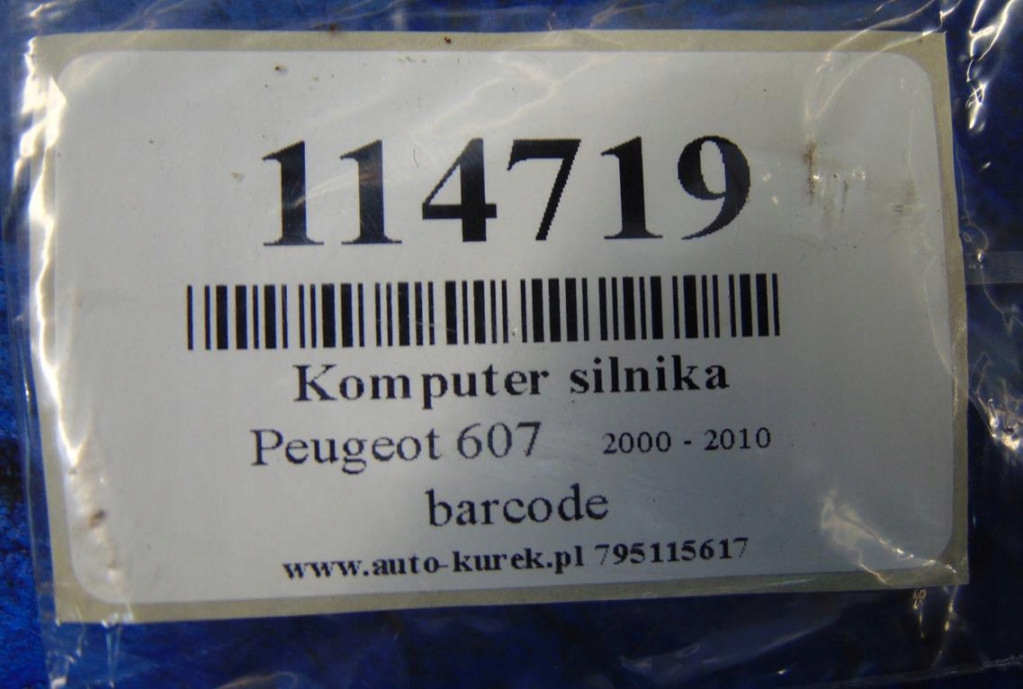 114719
Komputer silnika
Peugeot 607 2000 - 2010
barcode
www.auto-kurek.pl 795115617